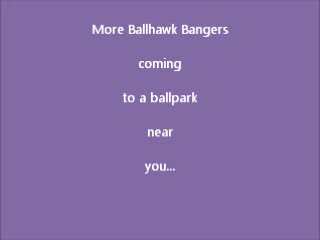 More Ballhawk Bangers
coming
to a ballpark
near
you...